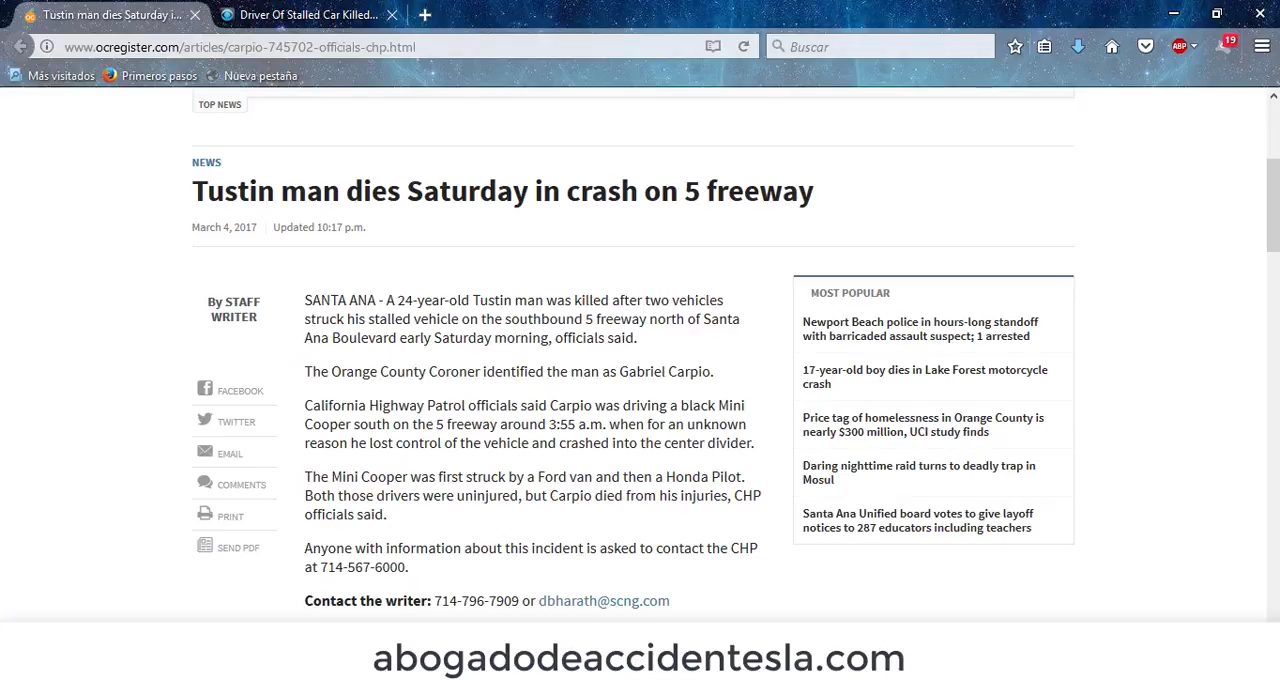 Tustin man dies Saturday i...
Driver Of Stalled Car Killed...
www.ocregister.com/articles/carpio-745702-officials-chp.html
Buscar
ABP
19
Más visitados
Primeros pasos
Nueva pestaña
TOP NEWS
NEWS
Tustin man dies Saturday in crash on 5 freeway
March 4, 2017 Updated 10:17 p.m.
By STAFF
WRITER
FACEBOOK
TWITTER
EMAIL
COMMENTS
PRINT
SEND PDF
SANTA ANA - A 24-year-old Tustin man was killed after two vehicles
struck his stalled vehicle on the southbound 5 freeway north of Santa
Ana Boulevard early Saturday morning, officials said.
The Orange County Coroner identified the man as Gabriel Carpio.
California Highway Patrol officials said Carpio was driving a black Mini
Cooper south on the 5 freeway around 3:55 a.m. when for an unknown
reason he lost control of the vehicle and crashed into the center divider.
The Mini Cooper was first struck by a Ford van and then a Honda Pilot.
Both those drivers were uninjured, but Carpio died from his injuries, CHP
officials said.
Anyone with information about this incident is asked to contact the CHP
at 714-567-6000.
Contact the writer: 714-796-7909 or dbharath@scng.com
MOST POPULAR
Newport Beach police in hours-long standoff
with barricaded assault suspect; 1 arrested
17-year-old boy dies in Lake Forest motorcycle
crash
Price tag of homelessness in Orange County is
nearly $300 million, UCI study finds
Daring nighttime raid turns to deadly trap in
Mosul
Santa Ana Unified board votes to give layoff
notices to 287 educators including teachers
abogadodeaccidentesla.com